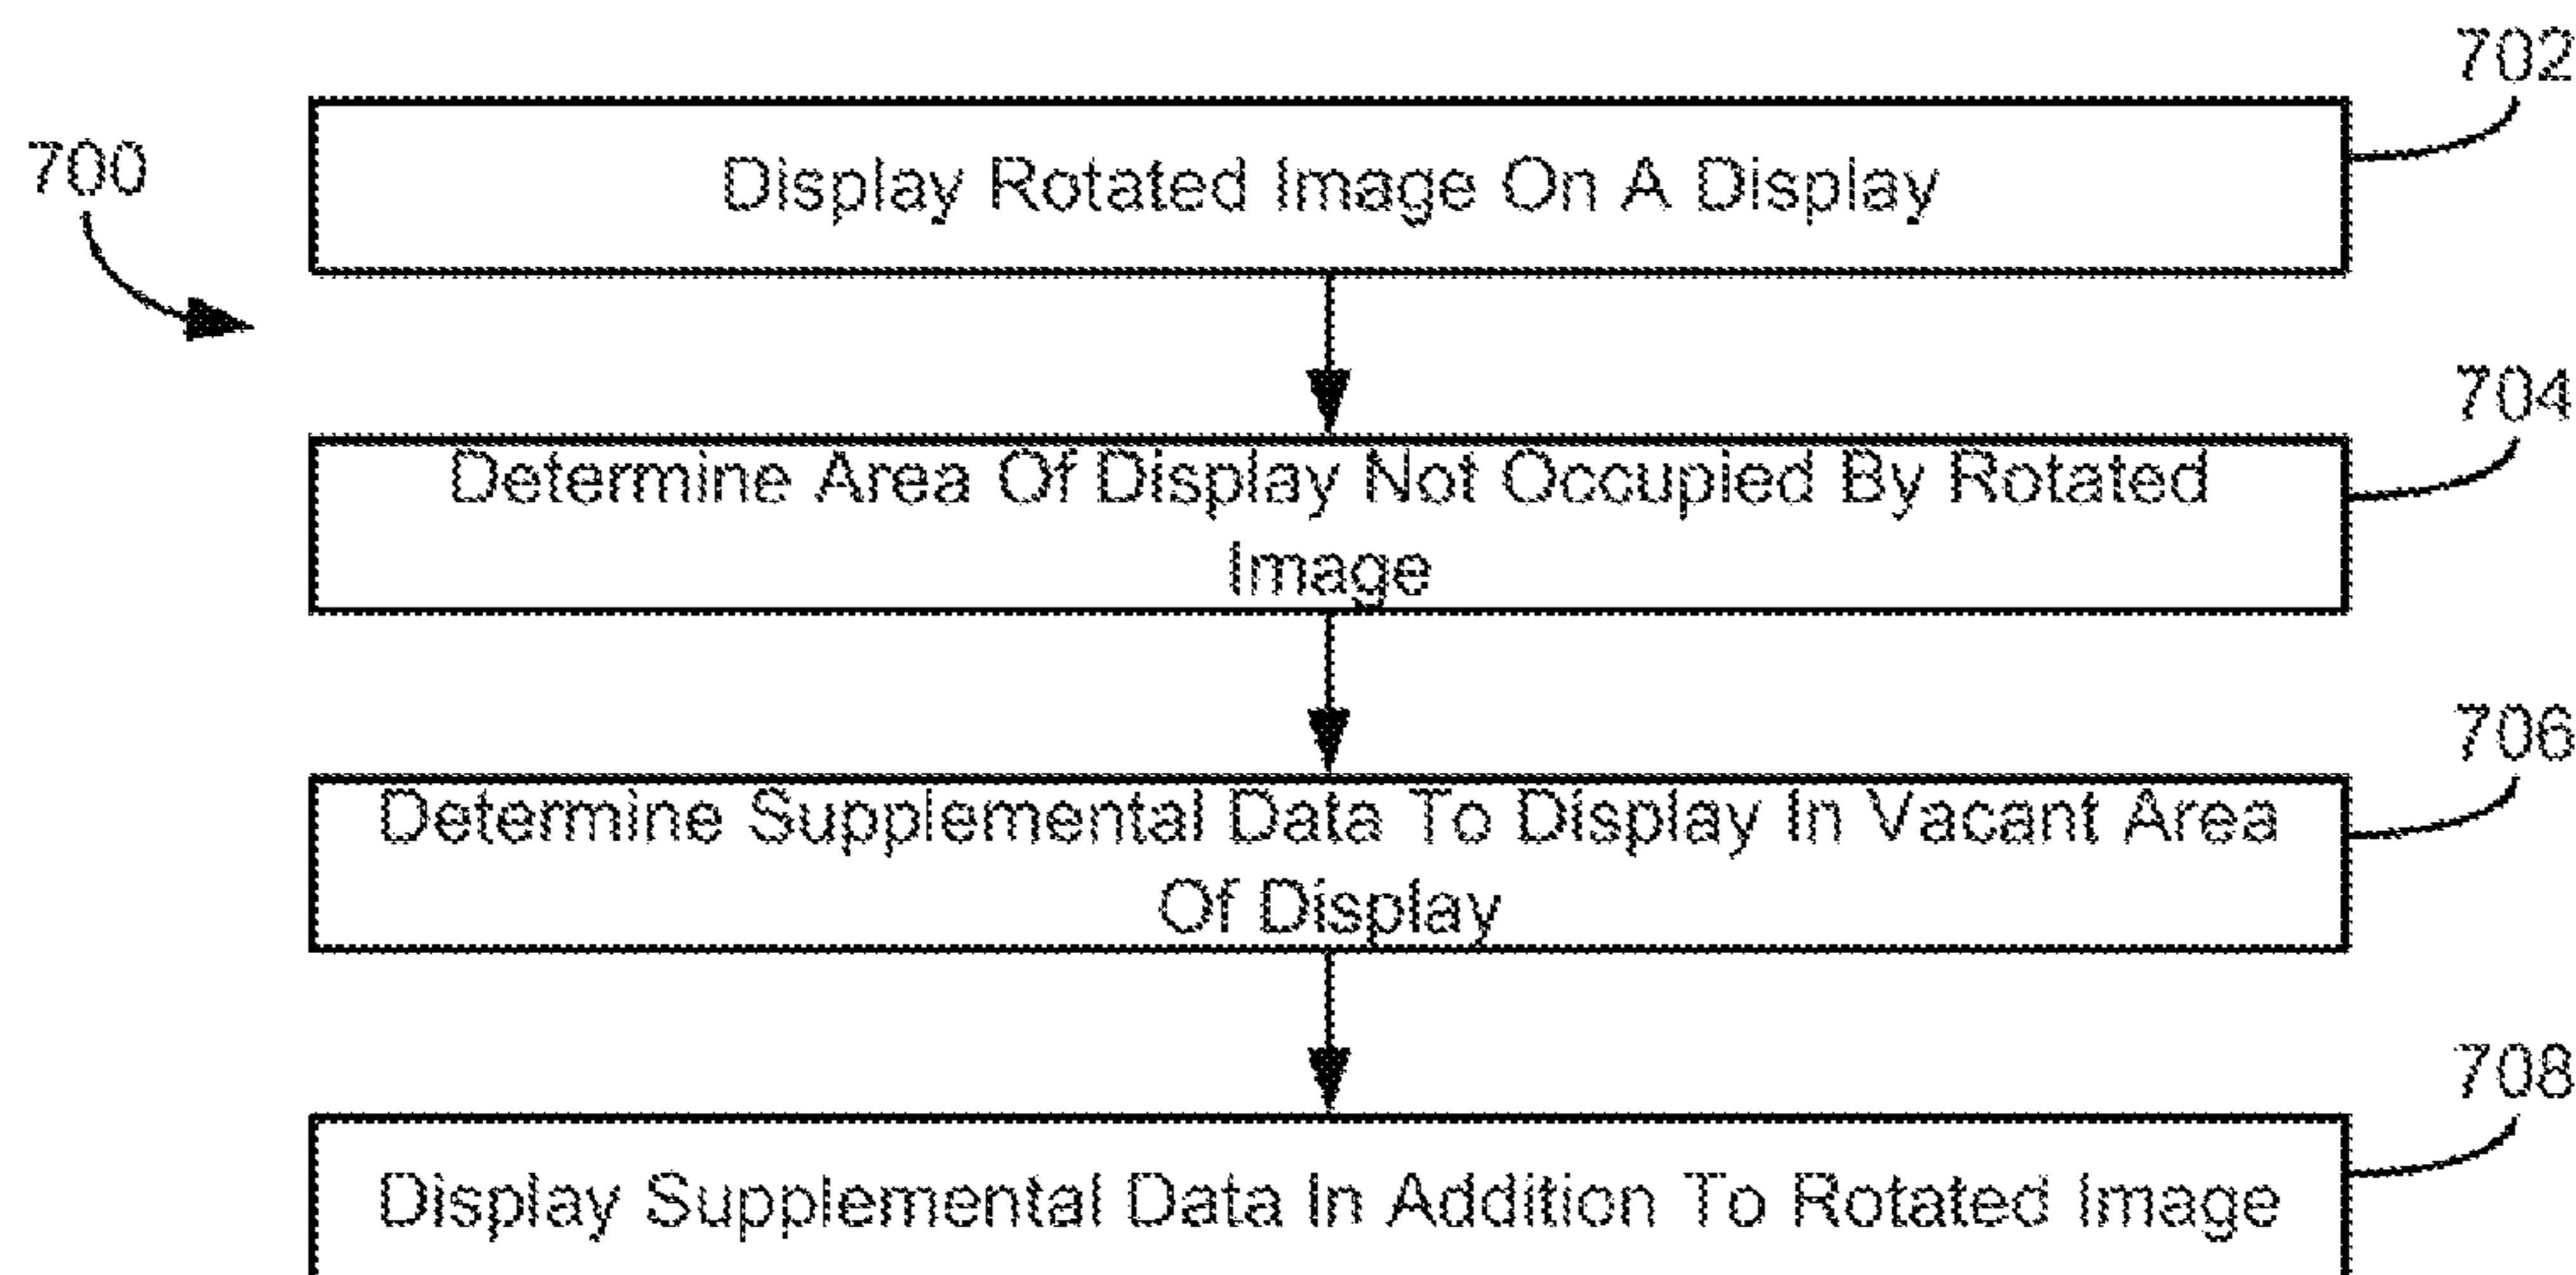 702
700
Display Rotated Image On A Display
704
Determine Area Of Display Not Occupied By Rotated
Image
706
Determine Supplemental Data To Display In Vacant Area
Of Display
708
Display Supplemental Data In Addition To Rotated Image